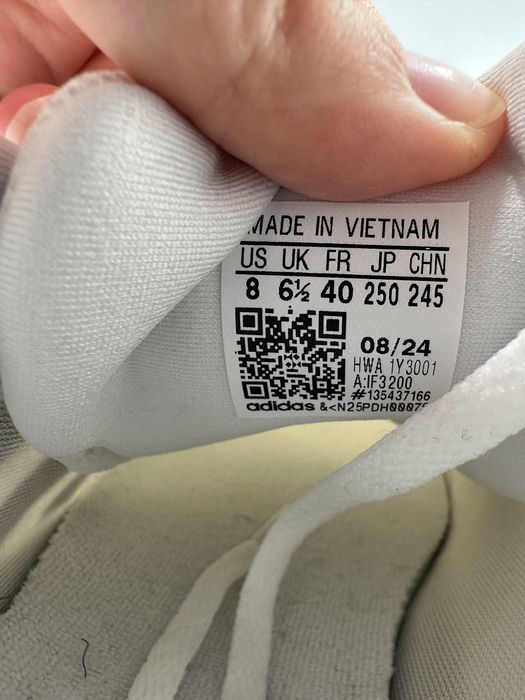 MADE IN VIETNAM
US UK FR JP CHN
8 6½ 40 250 245
08/24
HWA 1Y3001
A:IF3200
#135437166
adidas &<N25PDH0007